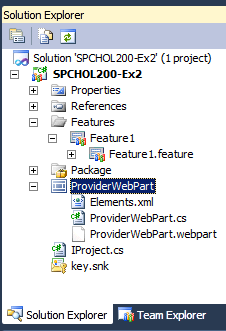 Solution Explorer
Solution 'SPCHOL200-Ex2' (1 project)
SPCHOL200-Ex2
Properties
References
Features
Feature1
Feature1.feature
Package
ProviderWebPart
Elements.xml
ProviderWebPart.cs
ProviderWebPart.webpart
IProject.cs
key.snk
Solution Explorer Team Explorer